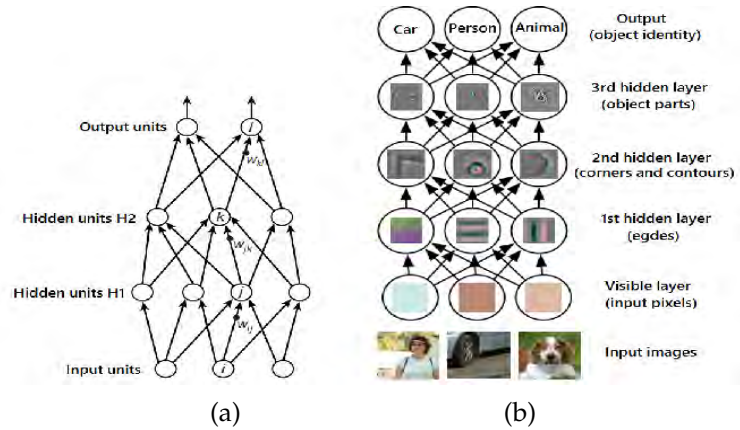 Output units
l
w_kl
Hidden units H2
k
w_jk
Hidden units H1
j
w_ij
Input units
i
(a)
Car
Person
Animal
Output
(object identity)
3rd hidden layer
(object parts)
2nd hidden layer
(corners and contours)
1st hidden layer
(egdes)
Visible layer
(input pixels)
Input images
(b)